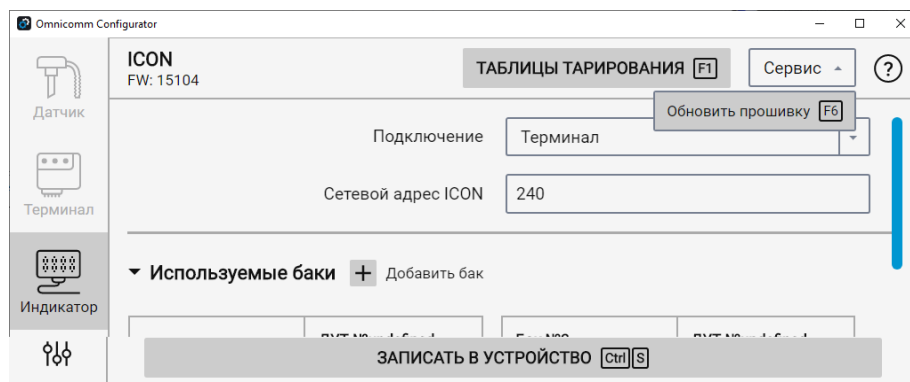 Omnicomm Configurator
ICON
FW: 15104
ТАБЛИЦЫ ТАРИРОВАНИЯ F1
Сервис
?
Обновить прошивку F6
Датчик
Терминал
Индикатор
Подключение Терминал
Сетевой адрес ICON 240
Используемые баки + Добавить бак
ЗАПИСАТЬ В УСТРОЙСТВО Ctrl S